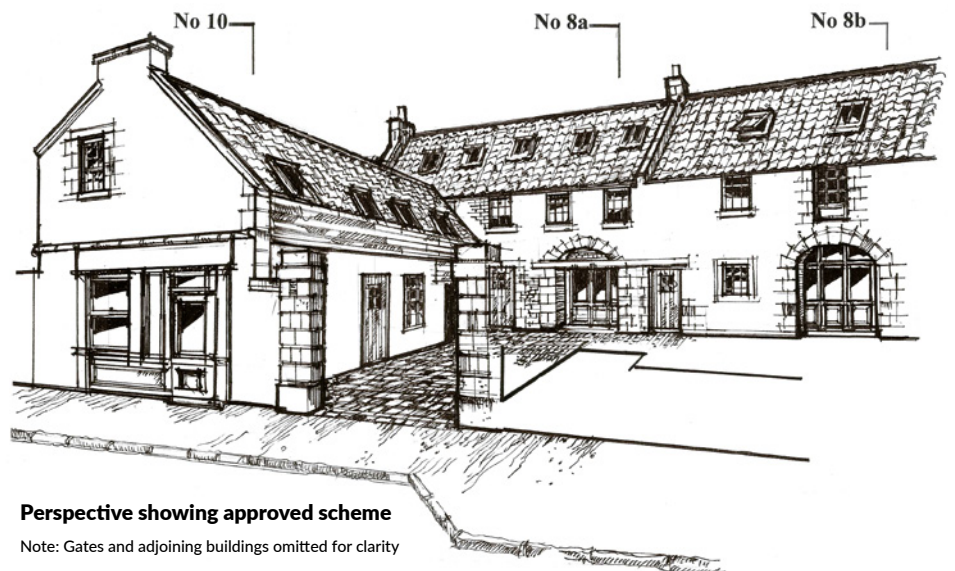 No 10
No 8a
No 8b
Perspective showing approved scheme
Note: Gates and adjoining buildings omitted for clarity